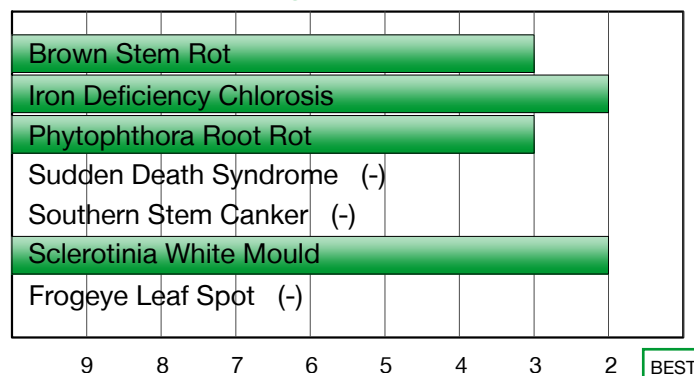 Brown Stem Rot
Iron Deficiency Chlorosis
Phytophthora Root Rot
Sudden Death Syndrome (-)
Southern Stem Canker (-)
Sclerotinia White Mould
Frogeye Leaf Spot (-)
9 8 7 6 5 4 3 2 BEST